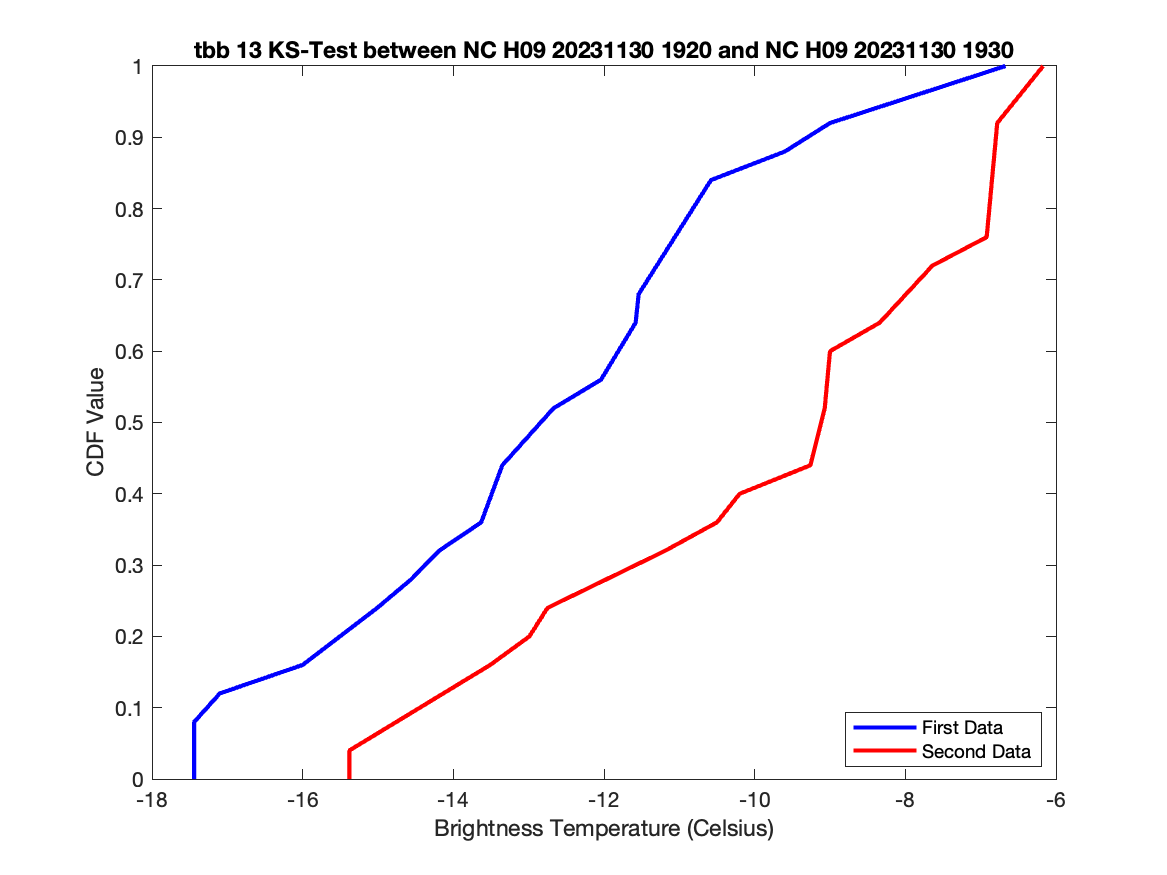 tbb 13 KS-Test between NC H09 20231130 1920 and NC H09 20231130 1930
1
0.9
0.8
0.7
0.6
0.5
0.4
0.3
0.2
0.1
0
CDF Value
First Data
Second Data
-18 -16 -14 -12 -10 -8 -6
Brightness Temperature (Celsius)